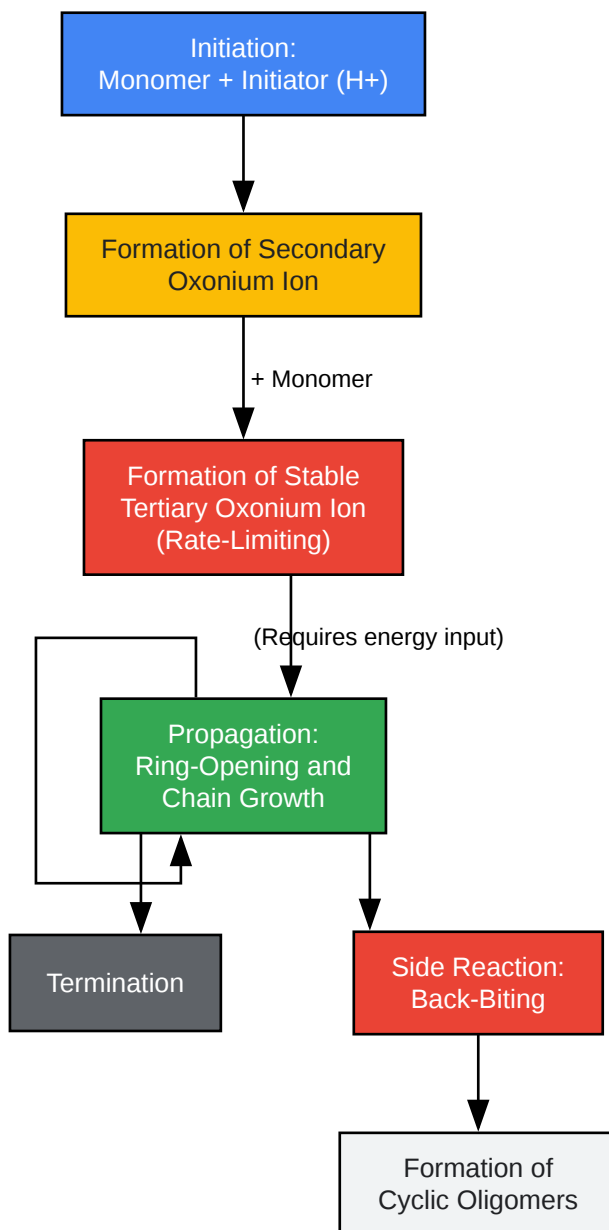 Initiation:
Monomer + Initiator (H+)
Formation of Secondary
Oxonium Ion
+ Monomer
Formation of Stable
Tertiary Oxonium Ion
(Rate-Limiting)
(Requires energy input)
Propagation:
Ring-Opening and
Chain Growth
Termination
Side Reaction:
Back-Biting
Formation of
Cyclic Oligomers